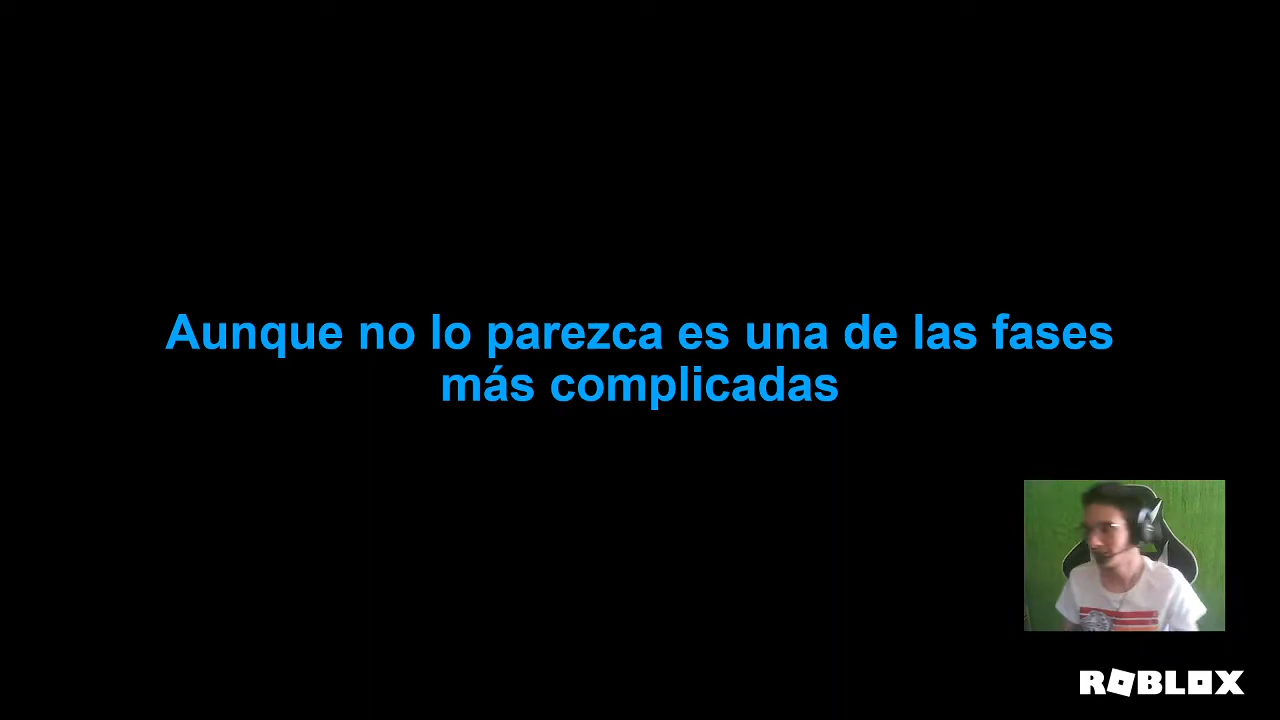 Aunque no lo parezca es una de las fases
más complicadas
ROBLOX